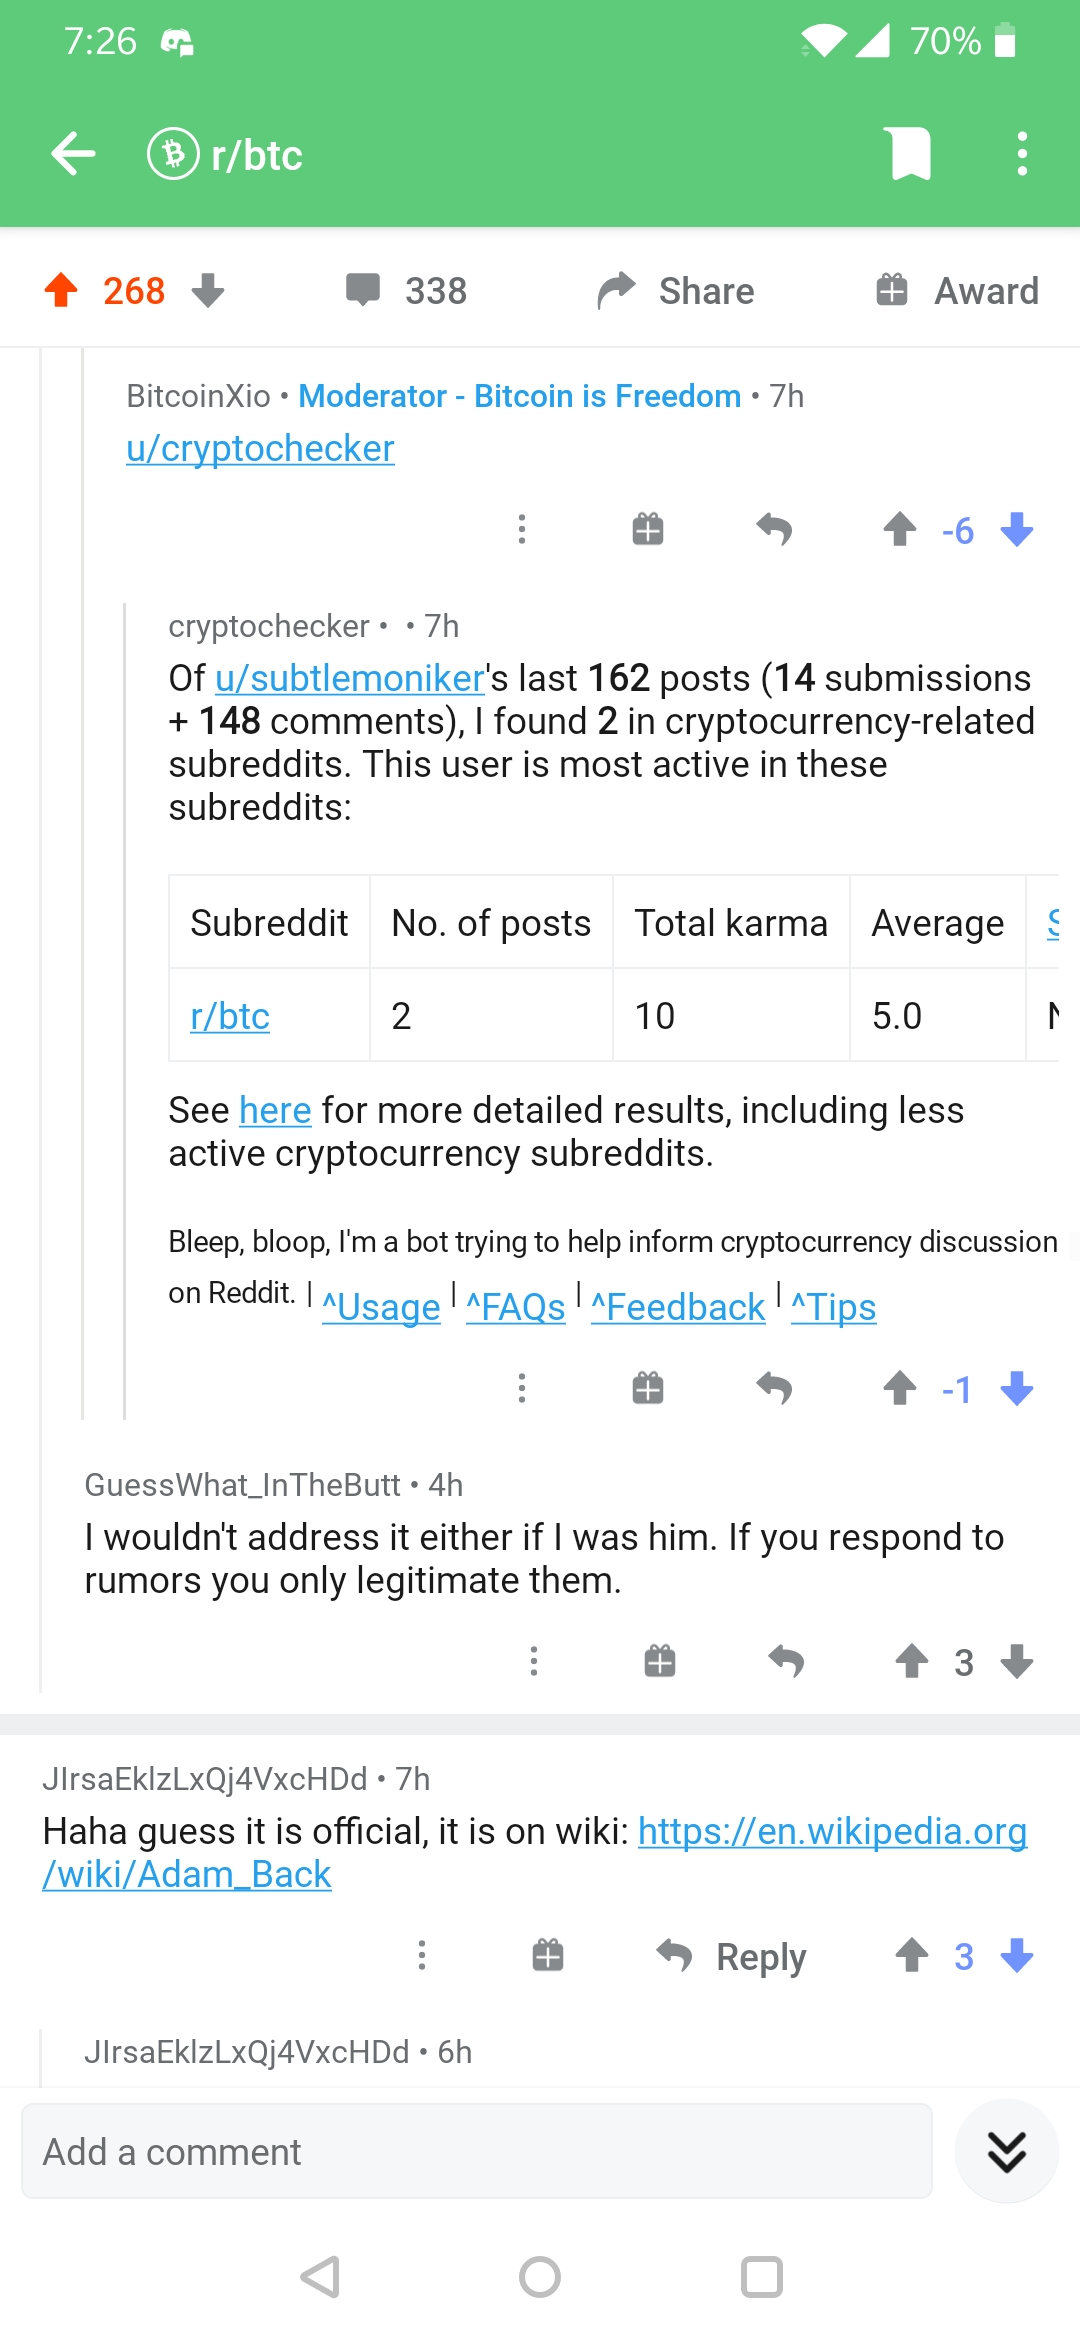 7:26 70%
r/btc
268 338 Share Award
BitcoinXio • Moderator - Bitcoin is Freedom • 7h
u/cryptochecker
-6
cryptochecker • • 7h
Of u/subtlemoniker's last 162 posts (14 submissions
+ 148 comments), I found 2 in cryptocurrency-related
subreddits. This user is most active in these
subreddits:
Subreddit No. of posts Total karma Average
r/btc 2 10 5.0
See here for more detailed results, including less
active cryptocurrency subreddits.
Bleep, bloop, I'm a bot trying to help inform cryptocurrency discussion
on Reddit. | ^Usage | ^FAQs | ^Feedback | ^Tips
-1
GuessWhat_InTheButt • 4h
I wouldn't address it either if I was him. If you respond to
rumors you only legitimate them.
3
JIrsaEklzLxQj4VxcHDd • 7h
Haha guess it is official, it is on wiki: https://en.wikipedia.org
/wiki/Adam_Back
Reply 3
JIrsaEklzLxQj4VxcHDd • 6h
Add a comment